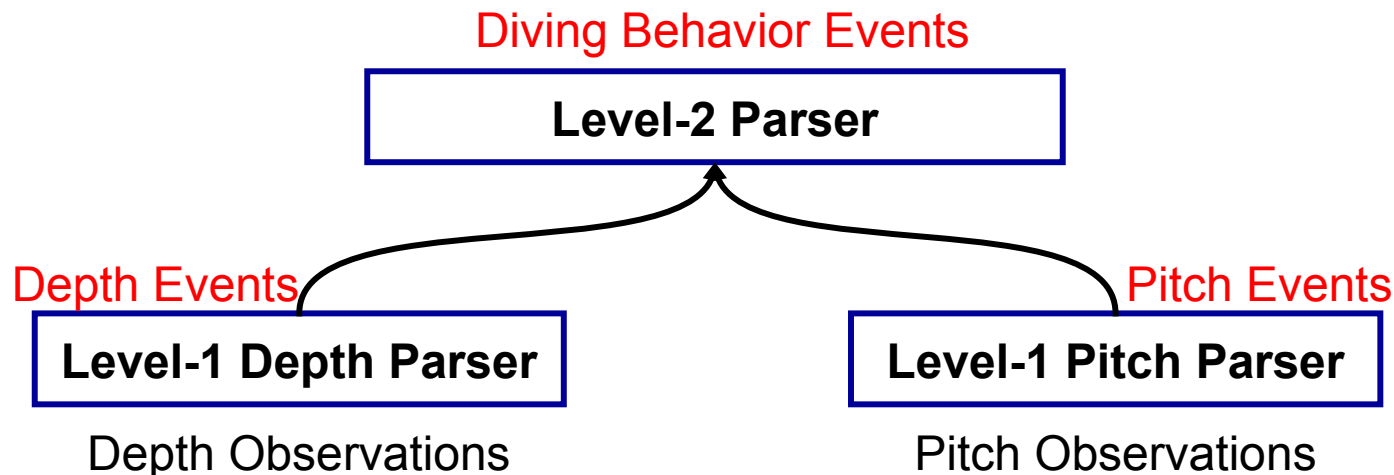 Diving Behavior Events
Level-2 Parser
Depth Events
Pitch Events
Level-1 Depth Parser
Level-1 Pitch Parser
Depth Observations
Pitch Observations